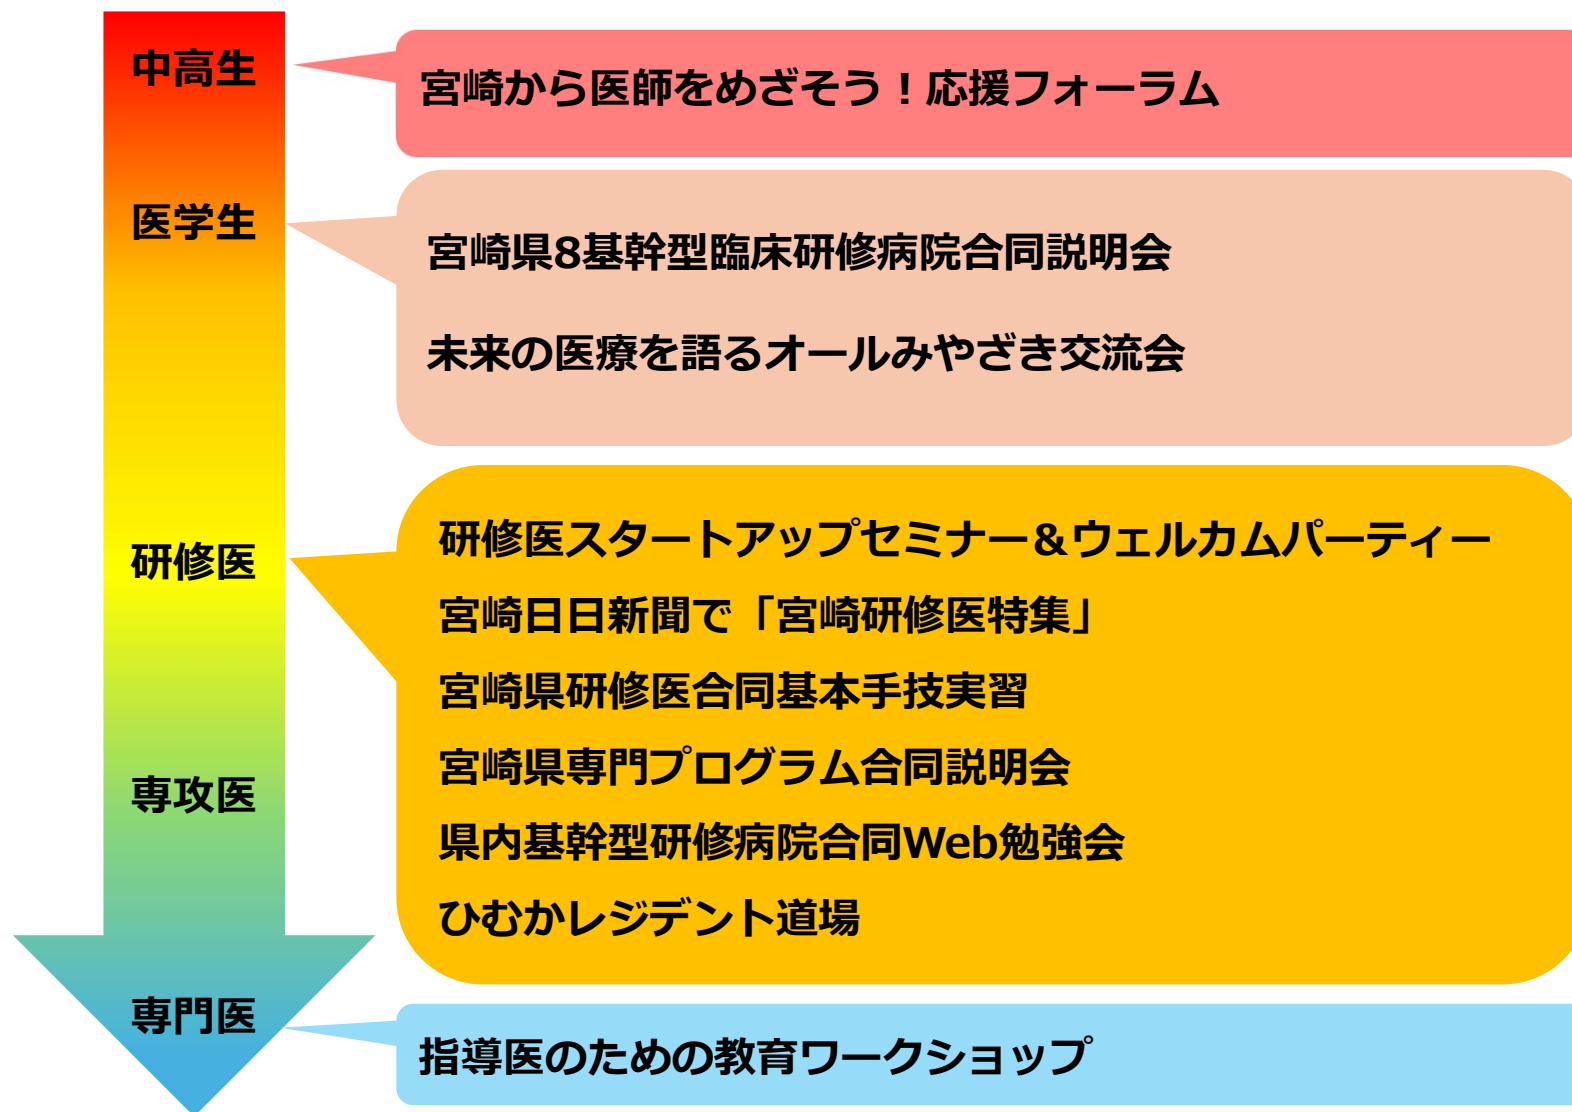 中高生
宮崎から医師をめざそう！応援フォーラム
医学生
宮崎県8基幹型臨床研修病院合同説明会
未来の医療を語るオールみやざき交流会
研修医
研修医スタートアップセミナー＆ウェルカムパーティー
宮崎日日新聞で「宮崎研修医特集」
宮崎県研修医合同基本手技実習
宮崎県専門プログラム合同説明会
県内基幹型研修病院合同Web勉強会
ひむかレジデント道場
専攻医
専門医
指導医のための教育ワークショップ